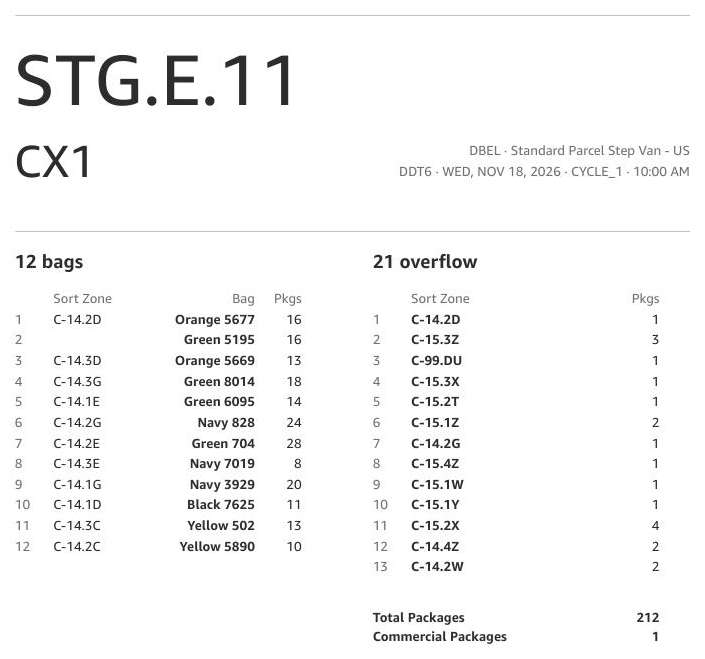 STG.E.11
CX1
DBEL · Standard Parcel Step Van - US
DDT6 · WED, NOV 18, 2026 · CYCLE_1 · 10:00 AM
12 bags
Sort Zone Bag Pkgs
1 C-14.2D Orange 5677 16
2 Green 5195 16
3 C-14.3D Orange 5669 13
4 C-14.3G Green 8014 18
5 C-14.1E Green 6095 14
6 C-14.2G Navy 828 24
7 C-14.2E Green 704 28
8 C-14.3E Navy 7019 8
9 C-14.1G Navy 3929 20
10 C-14.1D Black 7625 11
11 C-14.3C Yellow 502 13
12 C-14.2C Yellow 5890 10
21 overflow
Sort Zone Pkgs
1 C-14.2D 1
2 C-15.3Z 3
3 C-99.DU 1
4 C-15.3X 1
5 C-15.2T 1
6 C-15.1Z 2
7 C-14.2G 1
8 C-15.4Z 1
9 C-15.1W 1
10 C-15.1Y 1
11 C-15.2X 4
12 C-14.4Z 2
13 C-14.2W 2
Total Packages 212
Commercial Packages 1